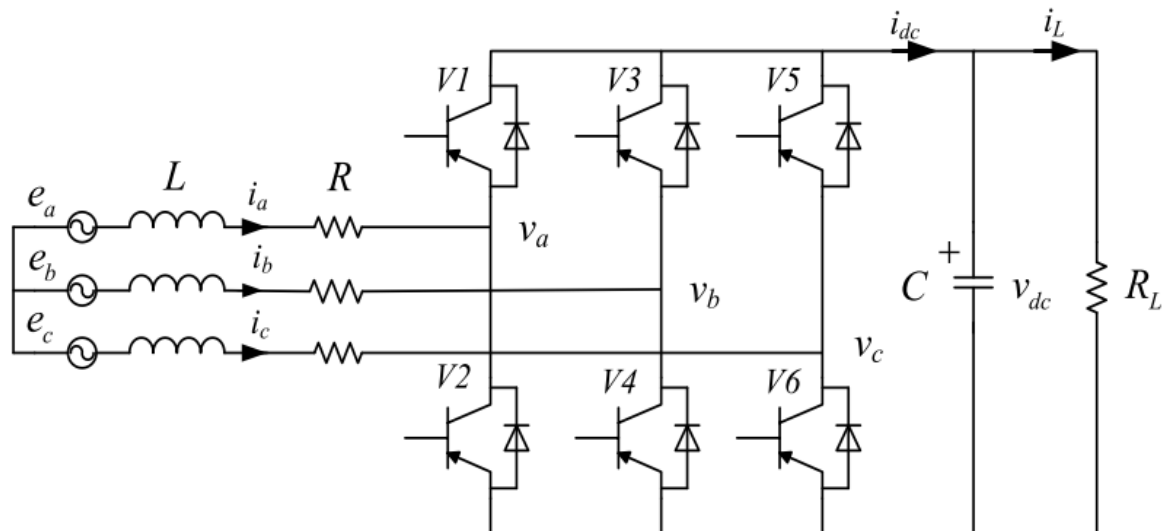 i_dc i_L
V1 V3 V5
L R
e_a i_a v_a
e_b i_b v_b
e_c i_c v_c
+
C v_dc R_L
V2 V4 V6